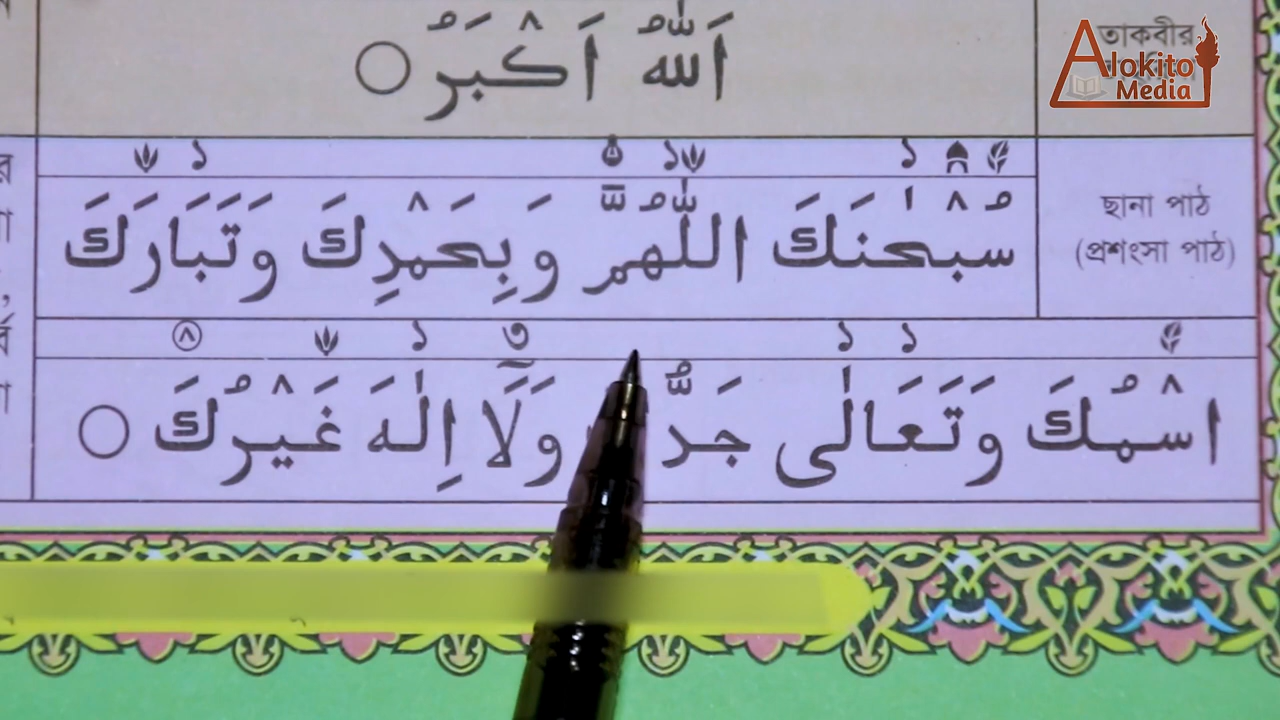 তাকবীর
Alokito
Media
اَللّٰهُ اَكْبَرُ
ছানা পাঠ
(প্রশংসা পাঠ)
سُبْحٰنَكَ اللّٰهُمَّ وَبِحَمْدِكَ وَتَبَارَكَ
اسْمُكَ وَتَعَالٰى جَدُّ وَلَآ اِلٰهَ غَيْرُكَ